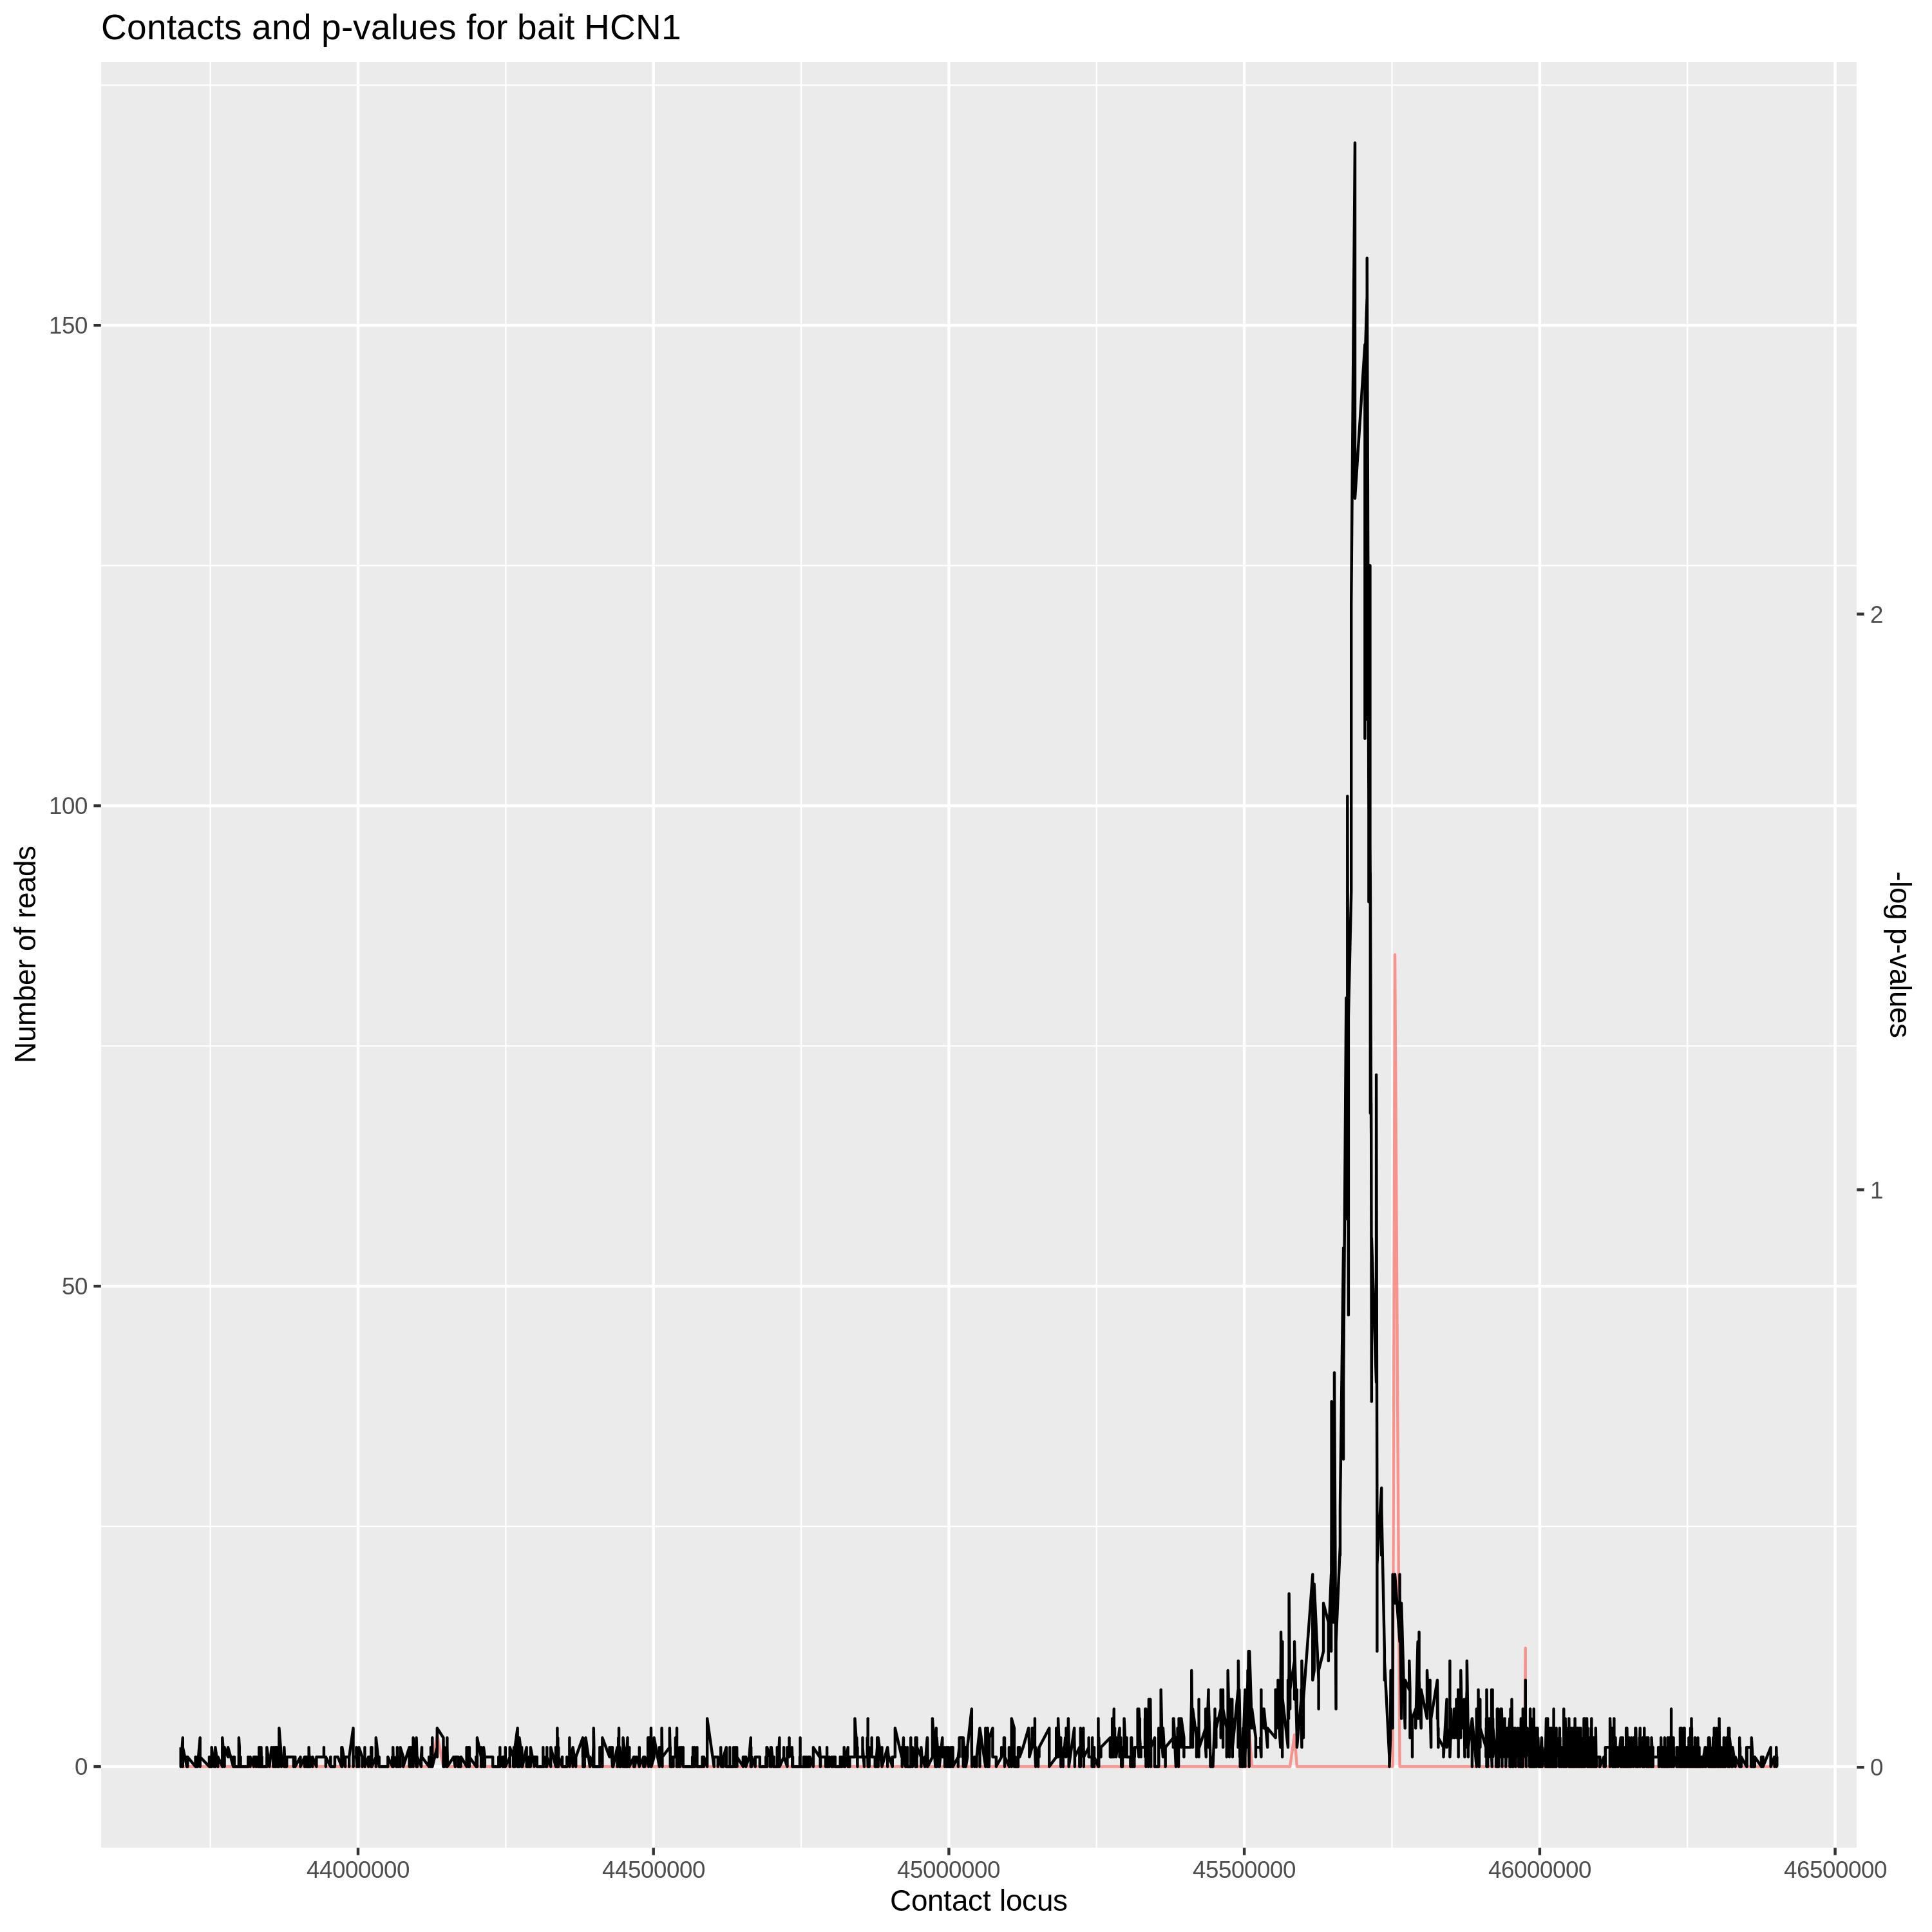 Contacts and p-values for bait HCN1
Number of reads
150
100
50
0
2
1
0
-log p-values
44000000 44500000 45000000 45500000 46000000 46500000
Contact locus